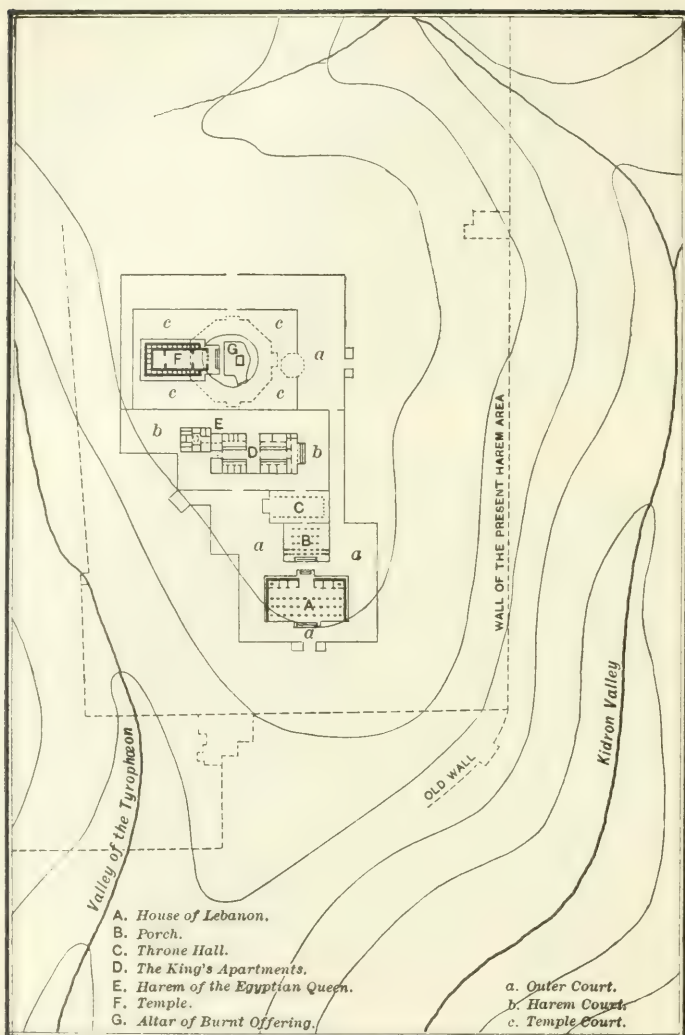 c
c
a
F
G
c
c
E
b
D
b
C
a
B
a
A
a
WALL OF THE PRESENT HAREM AREA
OLD WALL
Kidron Valley
Valley of the Tyrophœon
A. House of Lebanon.
B. Porch.
C. Throne Hall.
D. The King's Apartments.
E. Harem of the Egyptian Queen.
F. Temple.
G. Altar of Burnt Offering.
a. Outer Court.
b. Harem Court.
c. Temple Court.